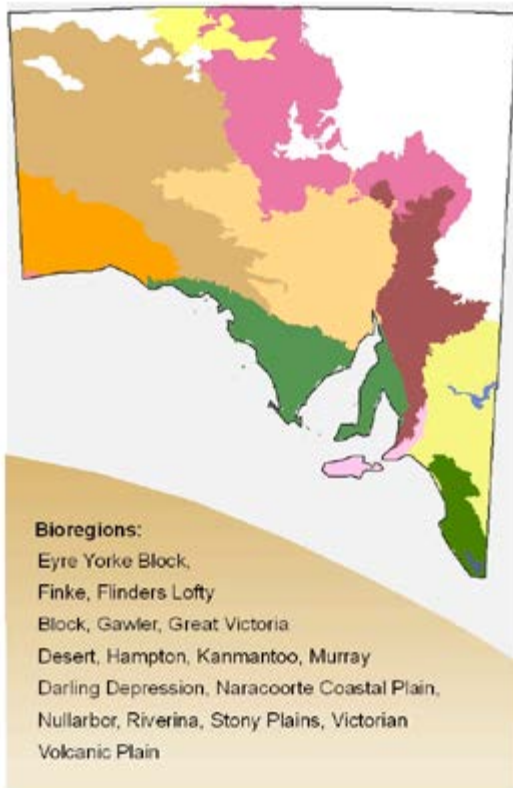 Bioregions:
Eyre Yorke Block,
Finke, Flinders Lofty
Block, Gawler, Great Victoria
Desert, Hampton, Kanmantoo, Murray
Darling Depression, Naracoorte Coastal Plain,
Nullarbor, Riverina, Stony Plains, Victorian
Volcanic Plain